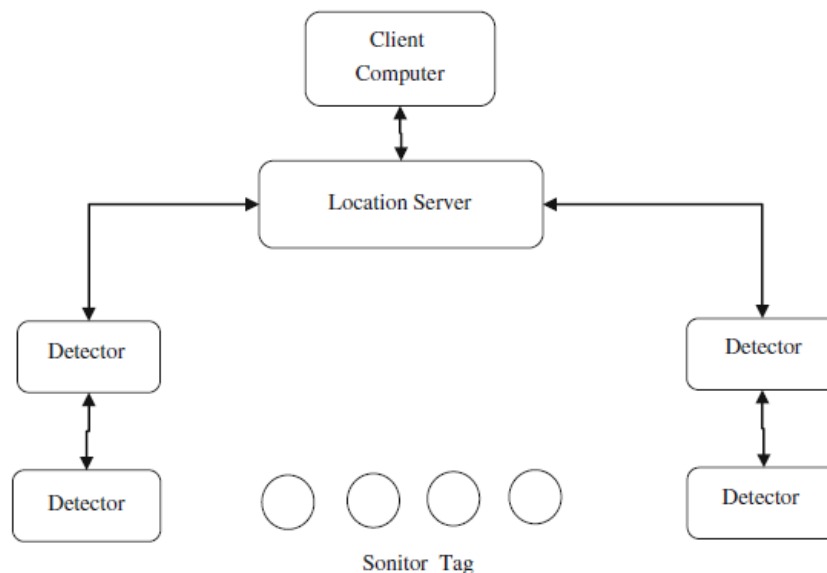 Client
Computer
Location Server
Detector
Detector
Detector
Detector
Sonitor Tag